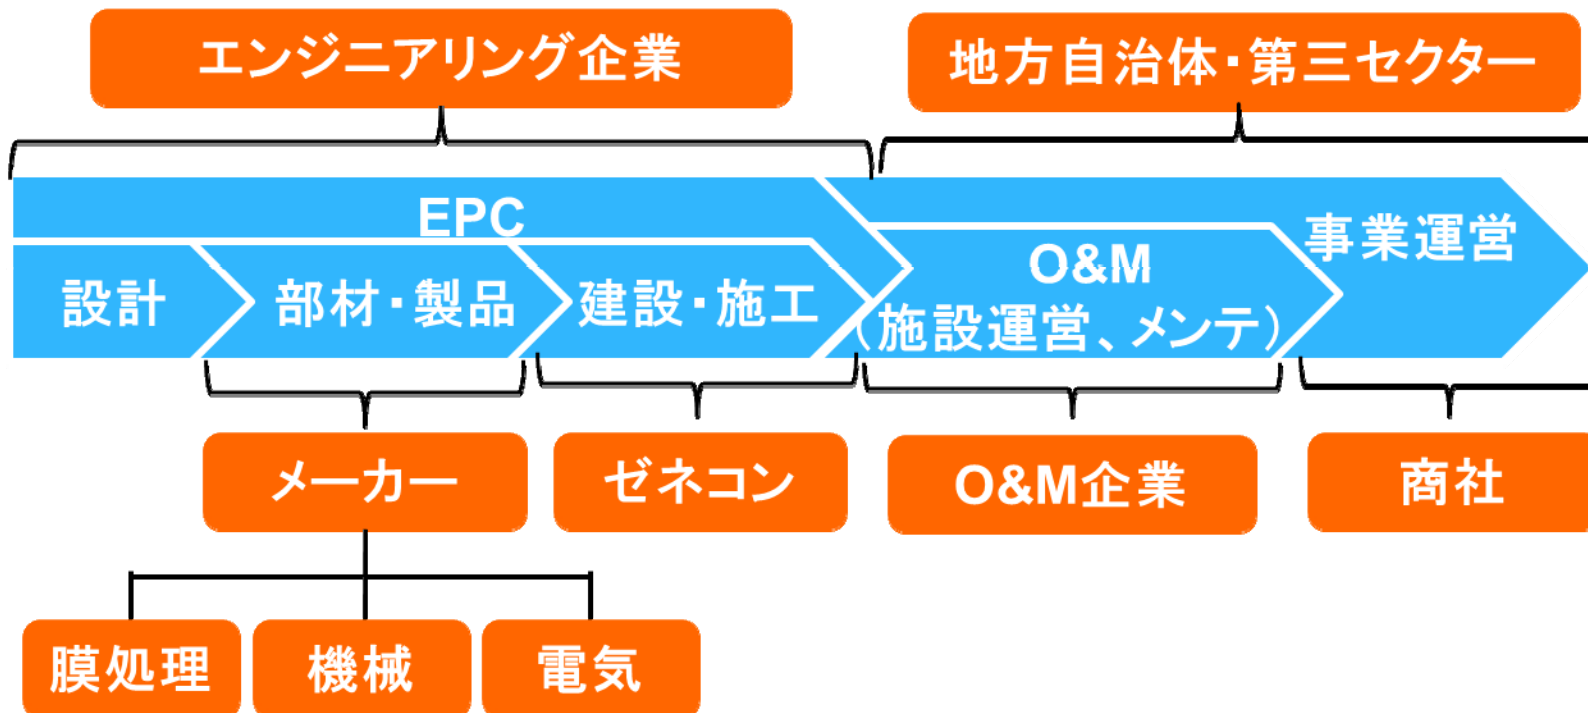 エンジニアリング企業
地方自治体・第三セクター
EPC
設計
部材・製品
建設・施工
O&M
（施設運営、メンテ）
事業運営
メーカー
ゼネコン
O&M企業
商社
膜処理
機械
電気